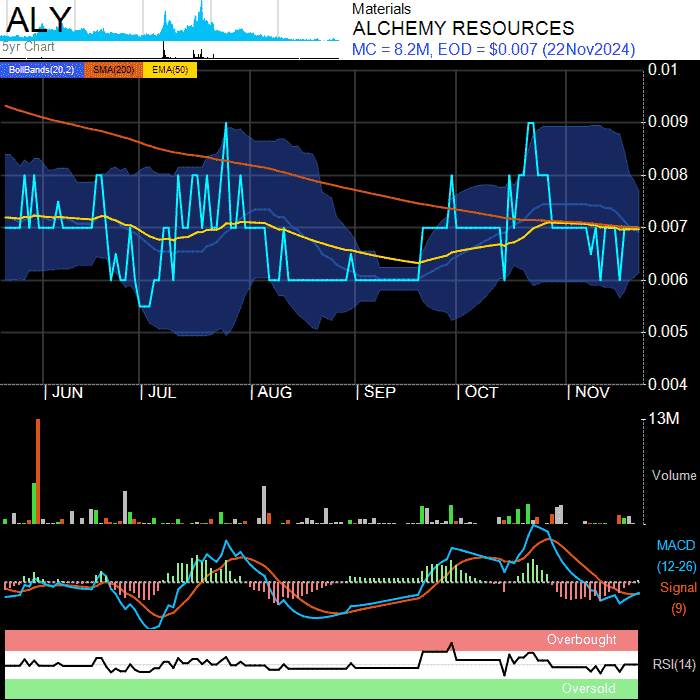 ALY
5yr Chart
Materials
ALCHEMY RESOURCES
MC = 8.2M, EOD = $0.007 (22Nov2024)
BollBands(20,2) SMA(200) EMA(50)
0.01
0.009
0.008
0.007
0.006
0.005
0.004
JUN JUL AUG SEP OCT NOV
13M
Volume
MACD
(12-26)
Signal
(9)
Overbought
RSI(14)
Oversold